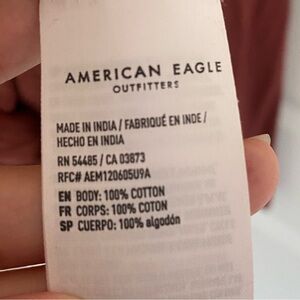 AMERICAN EAGLE
OUTFITTERS
MADE IN INDIA / FABRIQUÉ EN INDE /
HECHO EN INDIA
RN 54485 / CA 03873
RFC# AEM120605U9A
EN BODY: 100% COTTON
FR CORPS: 100% COTON
SP CUERPO: 100% algodón